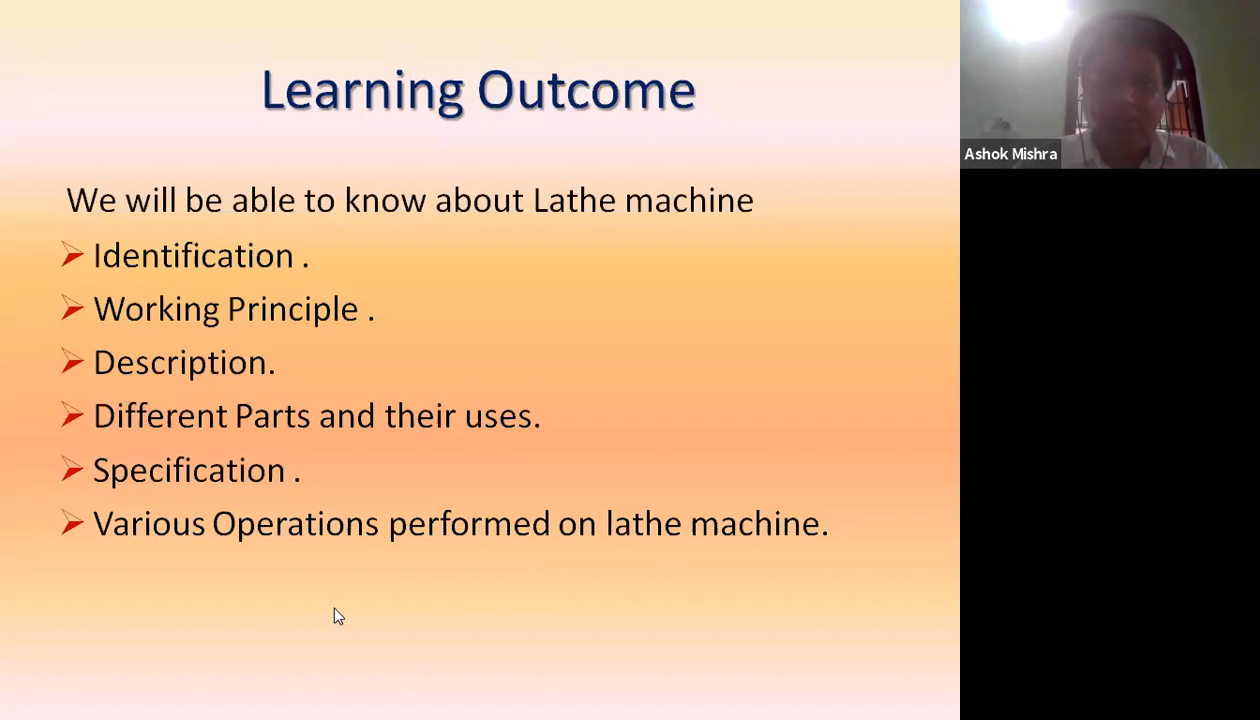 Learning Outcome
Ashok Mishra
We will be able to know about Lathe machine
Identification .
Working Principle .
Description.
Different Parts and their uses.
Specification .
Various Operations performed on lathe machine.